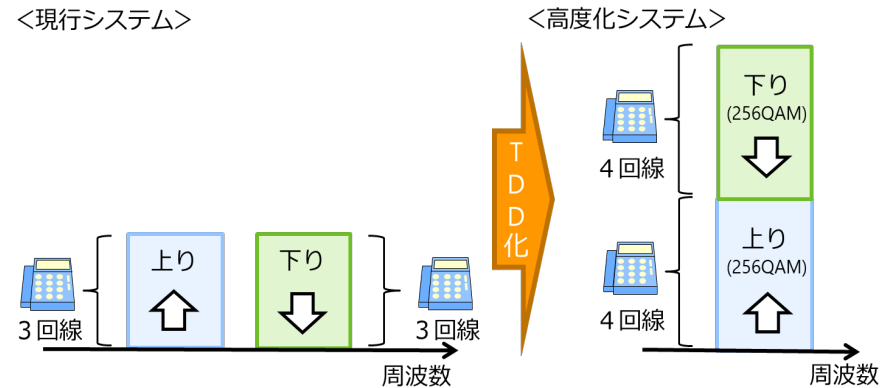 ＜現行システム＞
上り
下り
３回線
３回線
周波数
TDD化
＜高度化システム＞
下り
(256QAM)
４回線
上り
(256QAM)
４回線
周波数